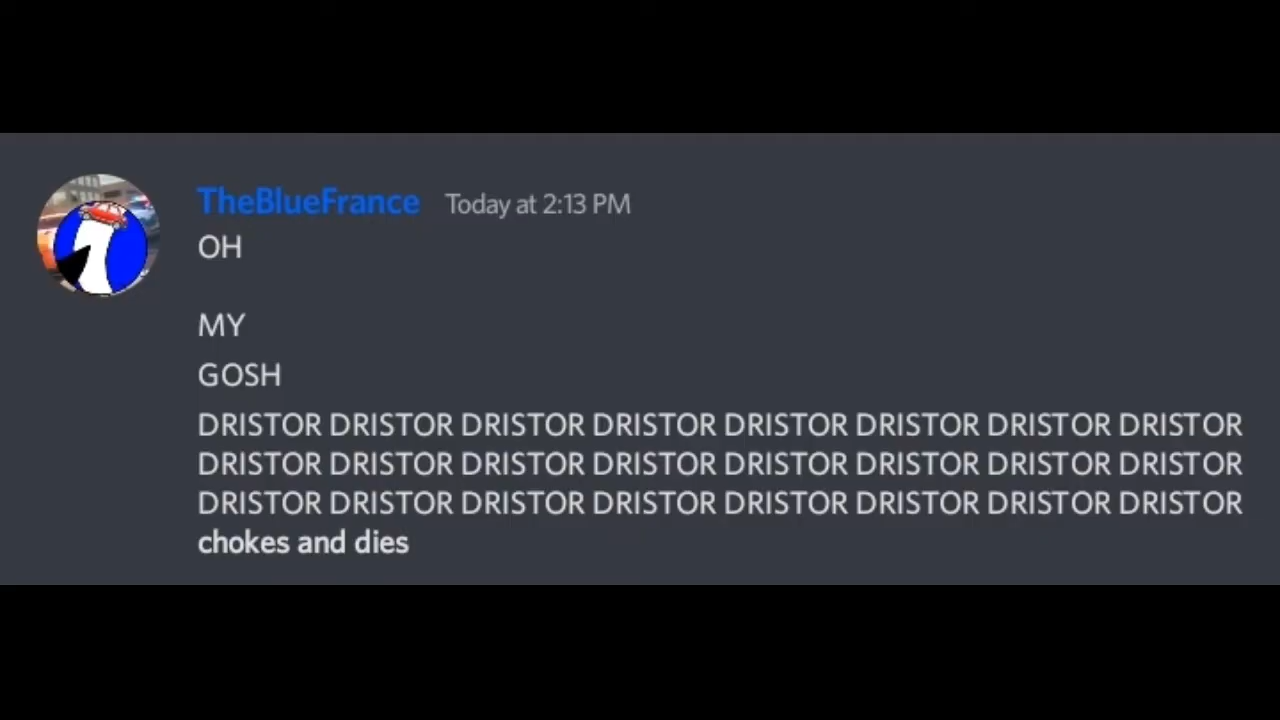 TheBlueFrance Today at 2:13 PM
OH
MY
GOSH
DRISTOR DRISTOR DRISTOR DRISTOR DRISTOR DRISTOR DRISTOR DRISTOR
DRISTOR DRISTOR DRISTOR DRISTOR DRISTOR DRISTOR DRISTOR DRISTOR
DRISTOR DRISTOR DRISTOR DRISTOR DRISTOR DRISTOR DRISTOR DRISTOR
chokes and dies